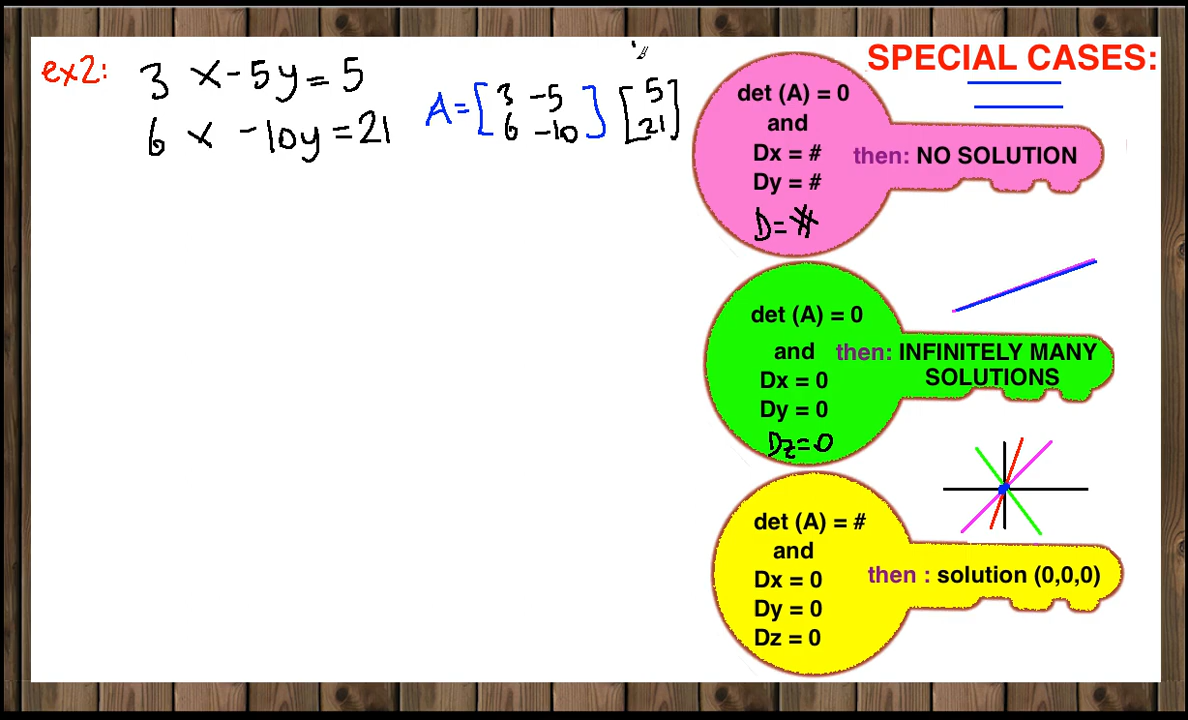 ex2: 3 x - 5y = 5
6 x - 10y = 21
A = [ 3 -5 ] [ 5 ]
6 -10 21
SPECIAL CASES:
det (A) = 0
and
Dx = #
Dy = #
D = #
then: NO SOLUTION
det (A) = 0
and
Dx = 0
Dy = 0
Dz = 0
then: INFINITELY MANY
SOLUTIONS
det (A) = #
and
Dx = 0
Dy = 0
Dz = 0
then : solution (0,0,0)